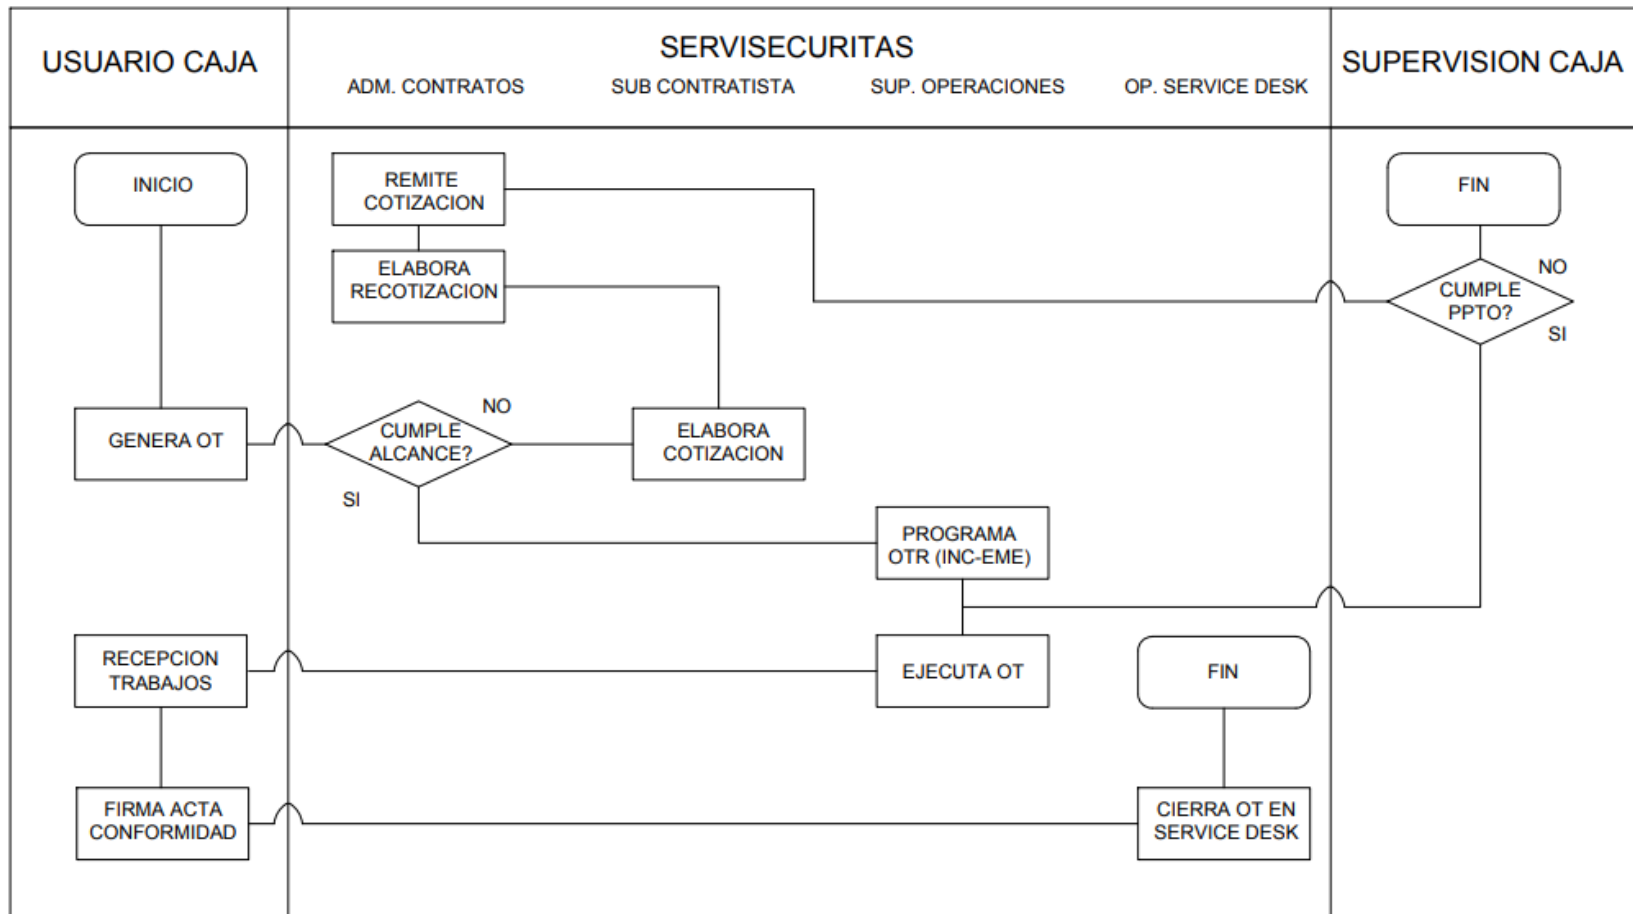 USUARIO CAJA
SERVISECURITAS
SUPERVISION CAJA
ADM. CONTRATOS
SUB CONTRATISTA
SUP. OPERACIONES
OP. SERVICE DESK
INICIO
REMITE
COTIZACION
FIN
ELABORA
RECOTIZACION
NO
CUMPLE
PPTO?
SI
GENERA OT
CUMPLE
ALCANCE?
NO
SI
ELABORA
COTIZACION
PROGRAMA
OTR (INC-EME)
RECEPCION
TRABAJOS
EJECUTA OT
FIN
FIRMA ACTA
CONFORMIDAD
CIERRA OT EN
SERVICE DESK